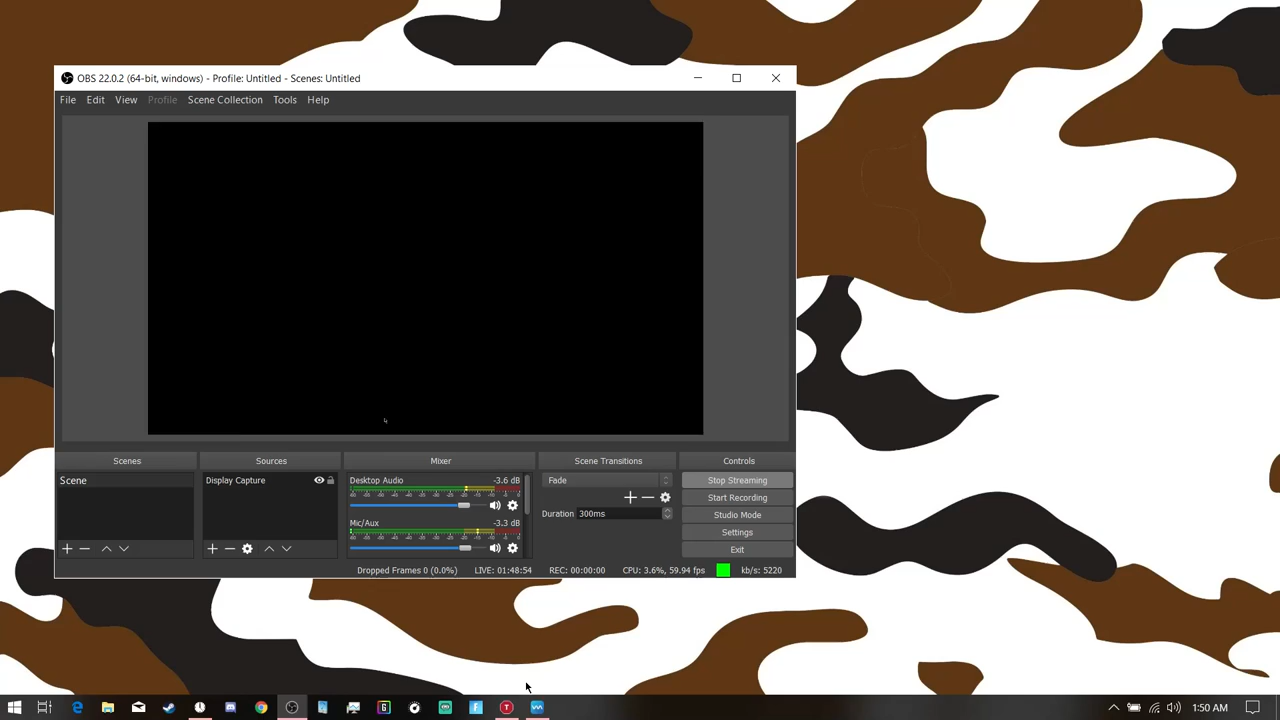 OBS 22.0.2 (64-bit, windows) - Profile: Untitled - Scenes: Untitled
File Edit View Profile Scene Collection Tools Help
Scenes Sources Mixer Scene Transitions Controls
Scene
Display Capture
Desktop Audio -3.6 dB
Mic/Aux -3.3 dB
Fade
Duration 300ms
Stop Streaming
Start Recording
Studio Mode
Settings
Exit
Dropped Frames 0 (0.0%) LIVE: 01:48:54 REC: 00:00:00 CPU: 3.6%, 59.94 fps kb/s: 5220
1:50 AM